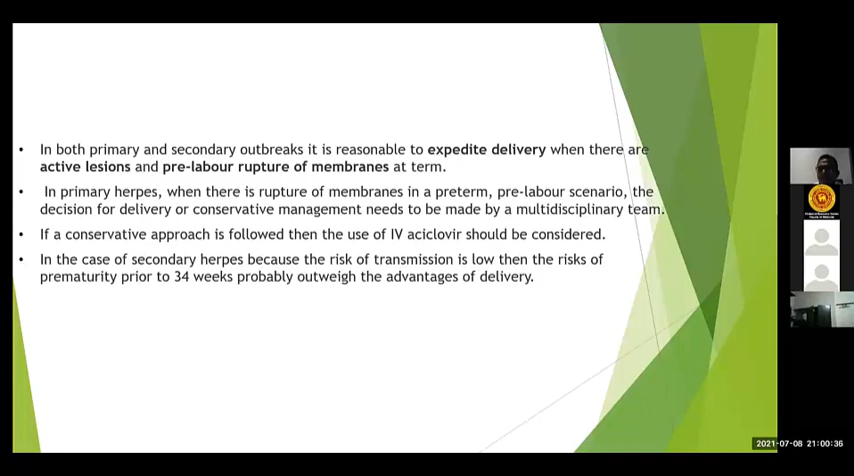 • In both primary and secondary outbreaks it is reasonable to expedite delivery when there are
active lesions and pre-labour rupture of membranes at term.
• In primary herpes, when there is rupture of membranes in a preterm, pre-labour scenario, the
decision for delivery or conservative management needs to be made by a multidisciplinary team.
• If a conservative approach is followed then the use of IV aciclovir should be considered.
• In the case of secondary herpes because the risk of transmission is low then the risks of
prematurity prior to 34 weeks probably outweigh the advantages of delivery.
2021-07-08 21:00:36